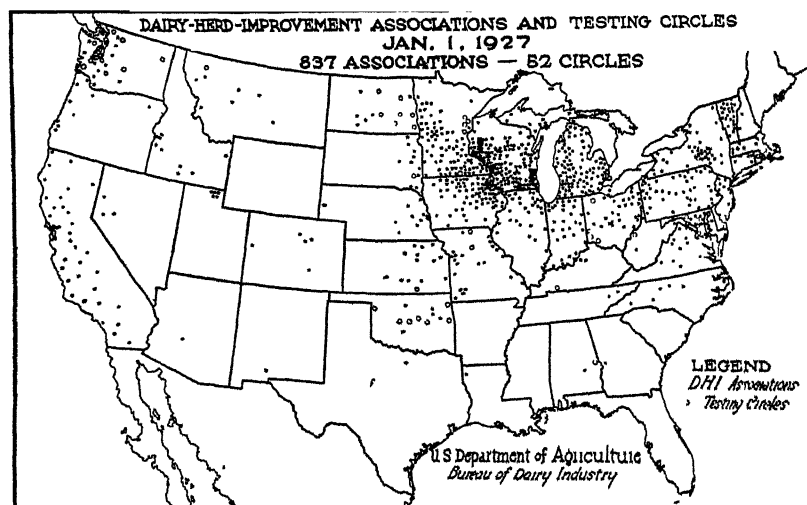 DAIRY-HERD-IMPROVEMENT ASSOCIATIONS AND TESTING CIRCLES
JAN. 1, 1927
837 ASSOCIATIONS — 52 CIRCLES
LEGEND
DHI Associations
Testing Circles
U S Department of Agriculture
Bureau of Dairy Industry